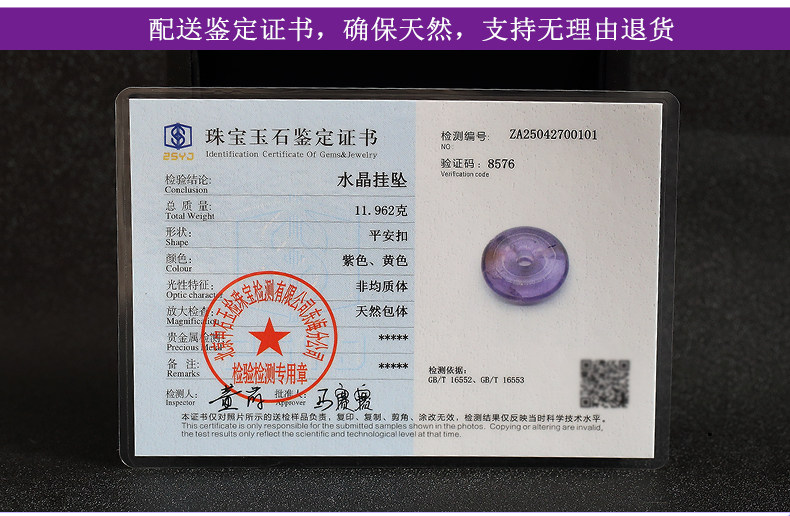 配送鉴定证书，确保天然，支持无理由退货
BSYJ
珠宝玉石鉴定证书
Identification Certificate Of Gems&Jewelry
检验结论: 水晶挂坠
Conclusion
总 质 量: 11.962克
Total Weight
形状: 平安扣
Shape
颜色: 紫色、黄色
Colour
光性特征: 非均质体
Optic character
放大检查: 天然包体
Magnification
贵金属检测: *****
Precious Metal
备 注: *****
Remarks
检测人: 批准人:
Inspector Approver
检验检测专用章
本证书仅对照片所示的送检样品负责，复印、复制、剪角、涂改无效，检测结果仅反映当时科学技术水平。
This certificate is only responsible for the submitted samples shown in the photos. Copying or altering are invalid,
the test results only reflect the scientific and technological level at that time.
检测编号: ZA25042700101
NO:
验证码: 8576
Verification code
检测依据:
GB/T 16552、GB/T 16553